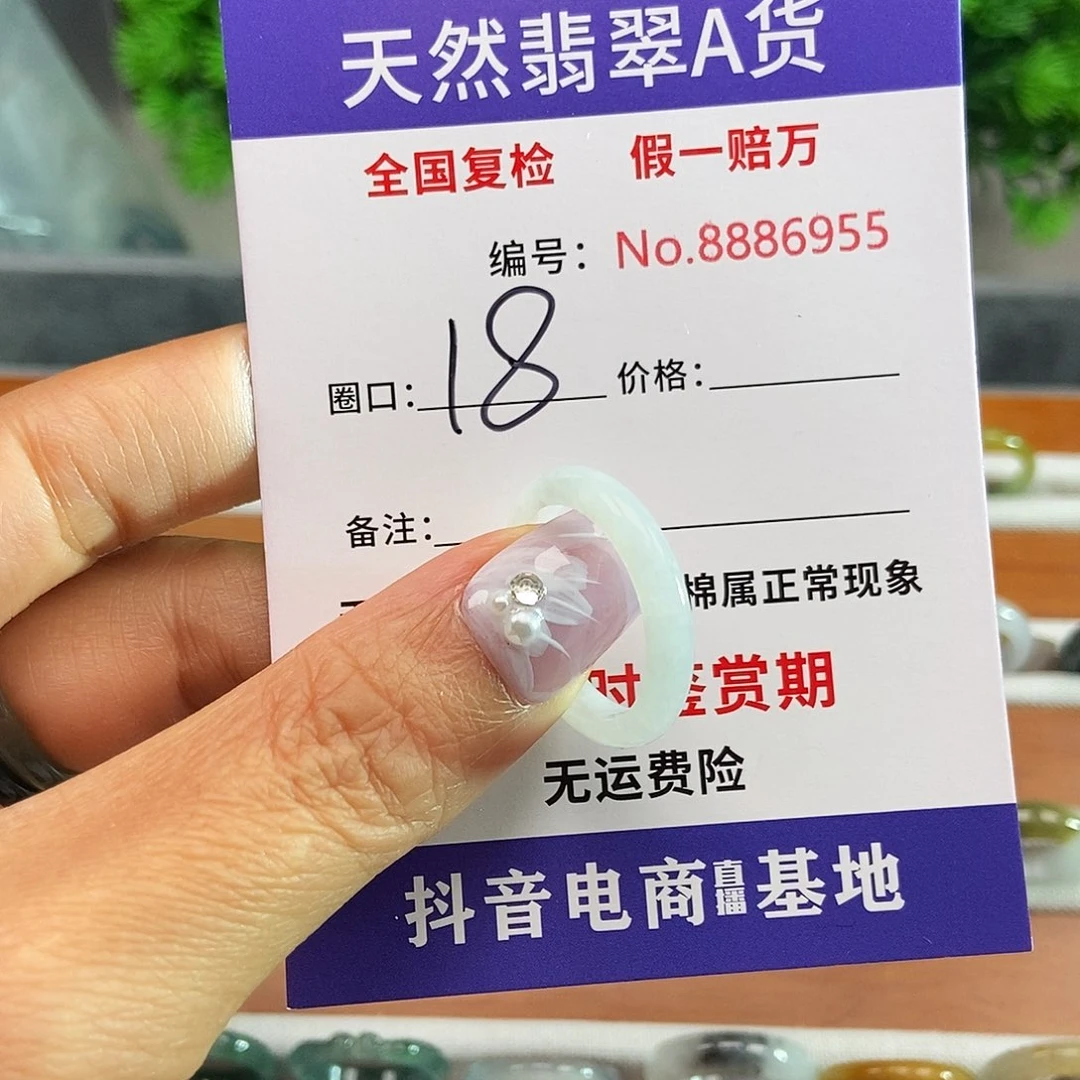 天然翡翠A货
全国复检 假一赔万
编号：No.8886955
圈口：18 价格：
备注：
棉属正常现象
时鉴赏期
无运费险
抖音电商直播基地